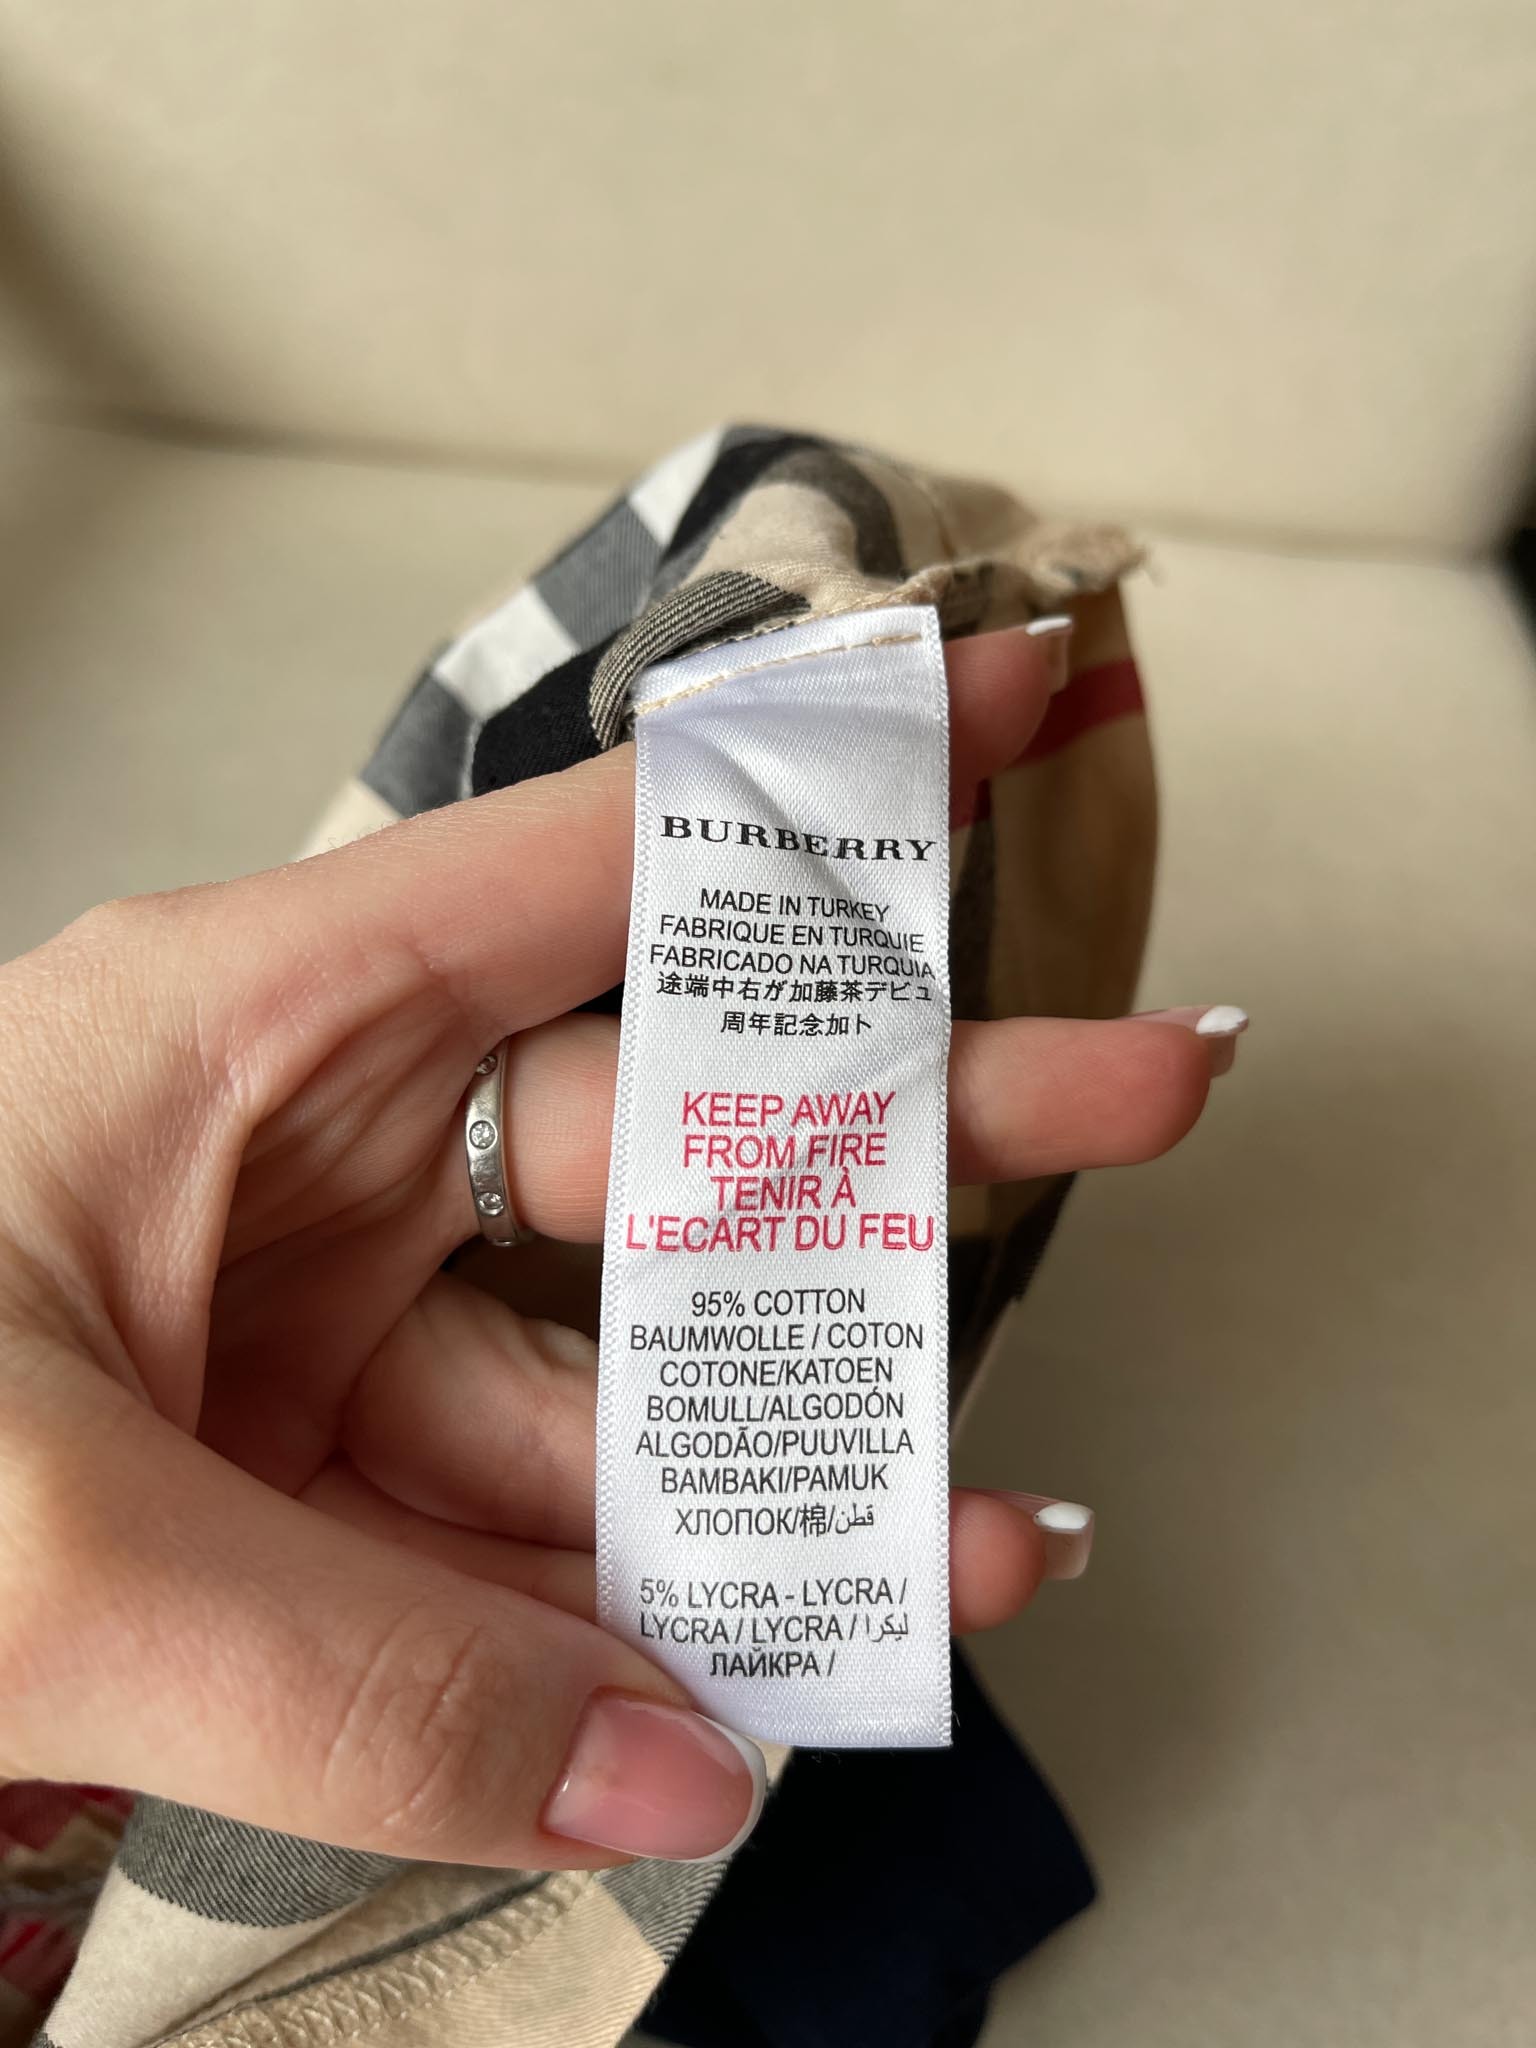 BURBERRY
MADE IN TURKEY
FABRIQUE EN TURQUIE
FABRICADO NA TURQUIA
途端中右が加藤茶デビュ
周年記念加ト
KEEP AWAY
FROM FIRE
TENIR À
L'ECART DU FEU
95% COTTON
BAUMWOLLE / COTON
COTONE/KATOEN
BOMULL/ALGODÓN
ALGODÃO/PUUVILLA
BAMBAKI/PAMUK
ХЛОПОК/棉/قطن
5% LYCRA - LYCRA /
LYCRA / LYCRA / ليكرا
ЛАЙКРА /